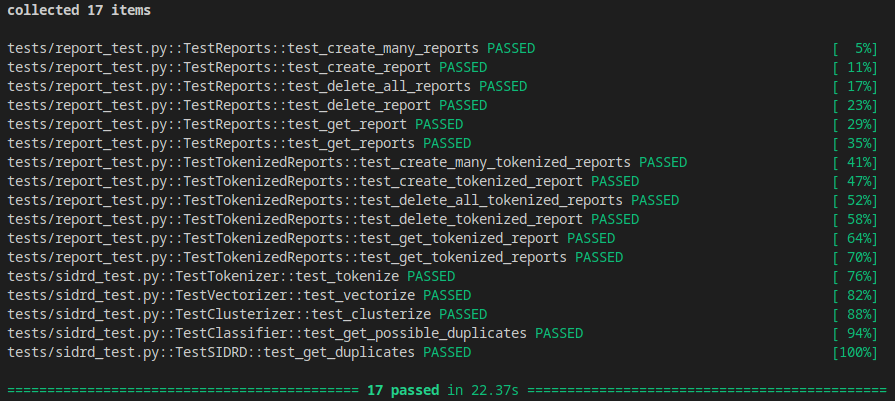 collected 17 items
tests/report_test.py::TestReports::test_create_many_reports PASSED [  5%]
tests/report_test.py::TestReports::test_create_report PASSED [ 11%]
tests/report_test.py::TestReports::test_delete_all_reports PASSED [ 17%]
tests/report_test.py::TestReports::test_delete_report PASSED [ 23%]
tests/report_test.py::TestReports::test_get_report PASSED [ 29%]
tests/report_test.py::TestReports::test_get_reports PASSED [ 35%]
tests/report_test.py::TestTokenizedReports::test_create_many_tokenized_reports PASSED [ 41%]
tests/report_test.py::TestTokenizedReports::test_create_tokenized_report PASSED [ 47%]
tests/report_test.py::TestTokenizedReports::test_delete_all_tokenized_reports PASSED [ 52%]
tests/report_test.py::TestTokenizedReports::test_delete_tokenized_report PASSED [ 58%]
tests/report_test.py::TestTokenizedReports::test_get_tokenized_report PASSED [ 64%]
tests/report_test.py::TestTokenizedReports::test_get_tokenized_reports PASSED [ 70%]
tests/sidrd_test.py::TestTokenizer::test_tokenize PASSED [ 76%]
tests/sidrd_test.py::TestVectorizer::test_vectorize PASSED [ 82%]
tests/sidrd_test.py::TestClusterizer::test_clusterize PASSED [ 88%]
tests/sidrd_test.py::TestClassifier::test_get_possible_duplicates PASSED [ 94%]
tests/sidrd_test.py::TestSIDRD::test_get_duplicates PASSED [100%]
============================================ 17 passed in 22.37s =============================================